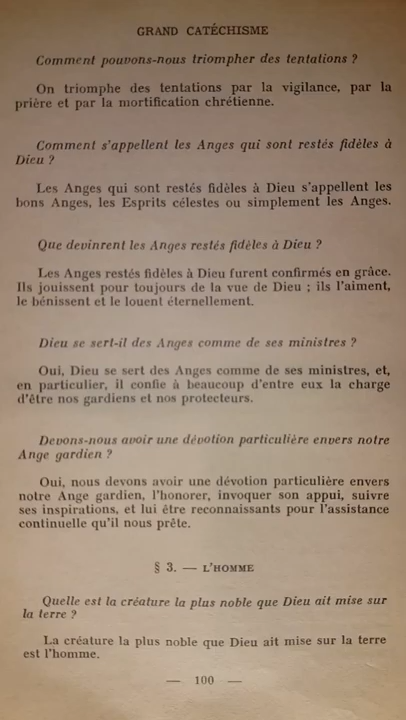 GRAND CATÉCHISME
Comment pouvons-nous triompher des tentations ?
On triomphe des tentations par la vigilance, par la
prière et par la mortification chrétienne.
Comment s'appellent les Anges qui sont restés fidèles à
Dieu ?
Les Anges qui sont restés fidèles à Dieu s'appellent les
bons Anges, les Esprits célestes ou simplement les Anges.
Que devinrent les Anges restés fidèles à Dieu ?
Les Anges restés fidèles à Dieu furent confirmés en grâce.
Ils jouissent pour toujours de la vue de Dieu ; ils l'aiment,
le bénissent et le louent éternellement.
Dieu se sert-il des Anges comme de ses ministres ?
Oui, Dieu se sert des Anges comme de ses ministres, et,
en particulier, il confie à beaucoup d'entre eux la charge
d'être nos gardiens et nos protecteurs.
Devons-nous avoir une dévotion particulière envers notre
Ange gardien ?
Oui, nous devons avoir une dévotion particulière envers
notre Ange gardien, l'honorer, invoquer son appui, suivre
ses inspirations, et lui être reconnaissants pour l'assistance
continuelle qu'il nous prête.
§ 3. — L'HOMME
Quelle est la créature la plus noble que Dieu ait mise sur
la terre ?
La créature la plus noble que Dieu ait mise sur la terre
est l'homme.
— 100 —